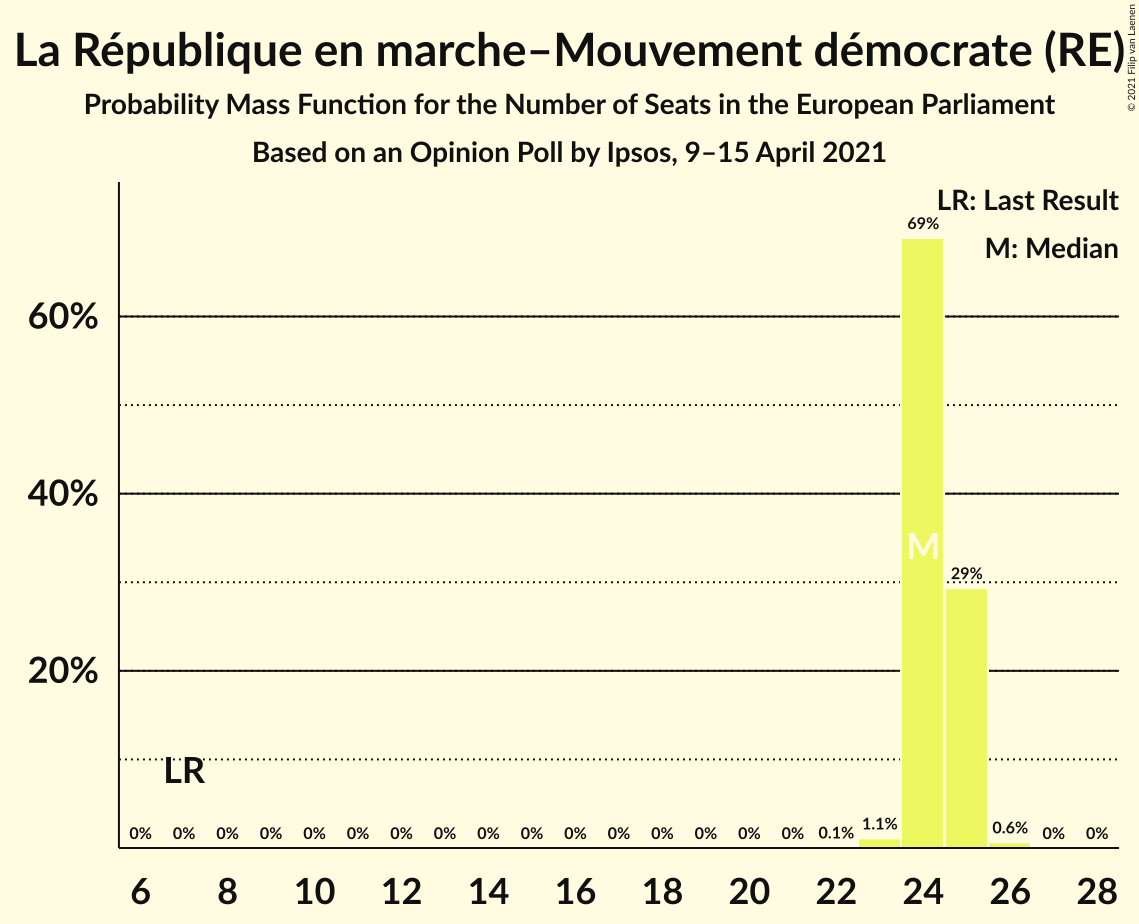 La République en marche–Mouvement démocrate (RE)
Probability Mass Function for the Number of Seats in the European Parliament
Based on an Opinion Poll by Ipsos, 9–15 April 2021
© 2021 Filip van Laenen
LR: Last Result
M: Median
69%
60%
40%
M
29%
20%
LR
0% 0% 0% 0% 0% 0% 0% 0% 0% 0% 0% 0% 0% 0% 0% 0% 0.1% 1.1% 0.6% 0% 0%
6 8 10 12 14 16 18 20 22 24 26 28